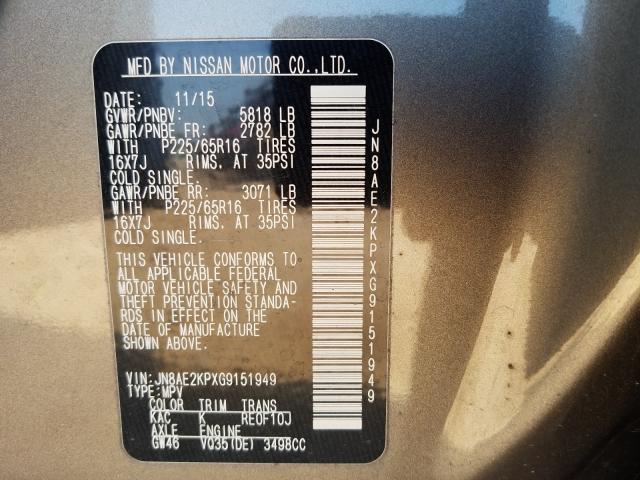 MFD BY NISSAN MOTOR CO.,LTD.
DATE: 11/15
GVWR/PNBV: 5818 LB
GAWR/PNBE FR: 2782 LB
WITH P225/65R16 TIRES
16X7J RIMS, AT 35PSI
COLD SINGLE.
GAWR/PNBE RR: 3071 LB
WITH P225/65R16 TIRES
16X7J RIMS, AT 35PSI
COLD SINGLE.
THIS VEHICLE CONFORMS TO
ALL APPLICABLE FEDERAL
MOTOR VEHICLE SAFETY AND
THEFT PREVENTION STANDA-
RDS IN EFFECT ON THE
DATE OF MANUFACTURE
SHOWN ABOVE.
VIN: JN8AE2KPXG9151949
TYPE: MPV
COLOR TRIM TRANS
KAC K RE0F10J
AXLE ENGINE
GW46 VQ35(DE) 3498CC
JN8AE2KPXG9151949